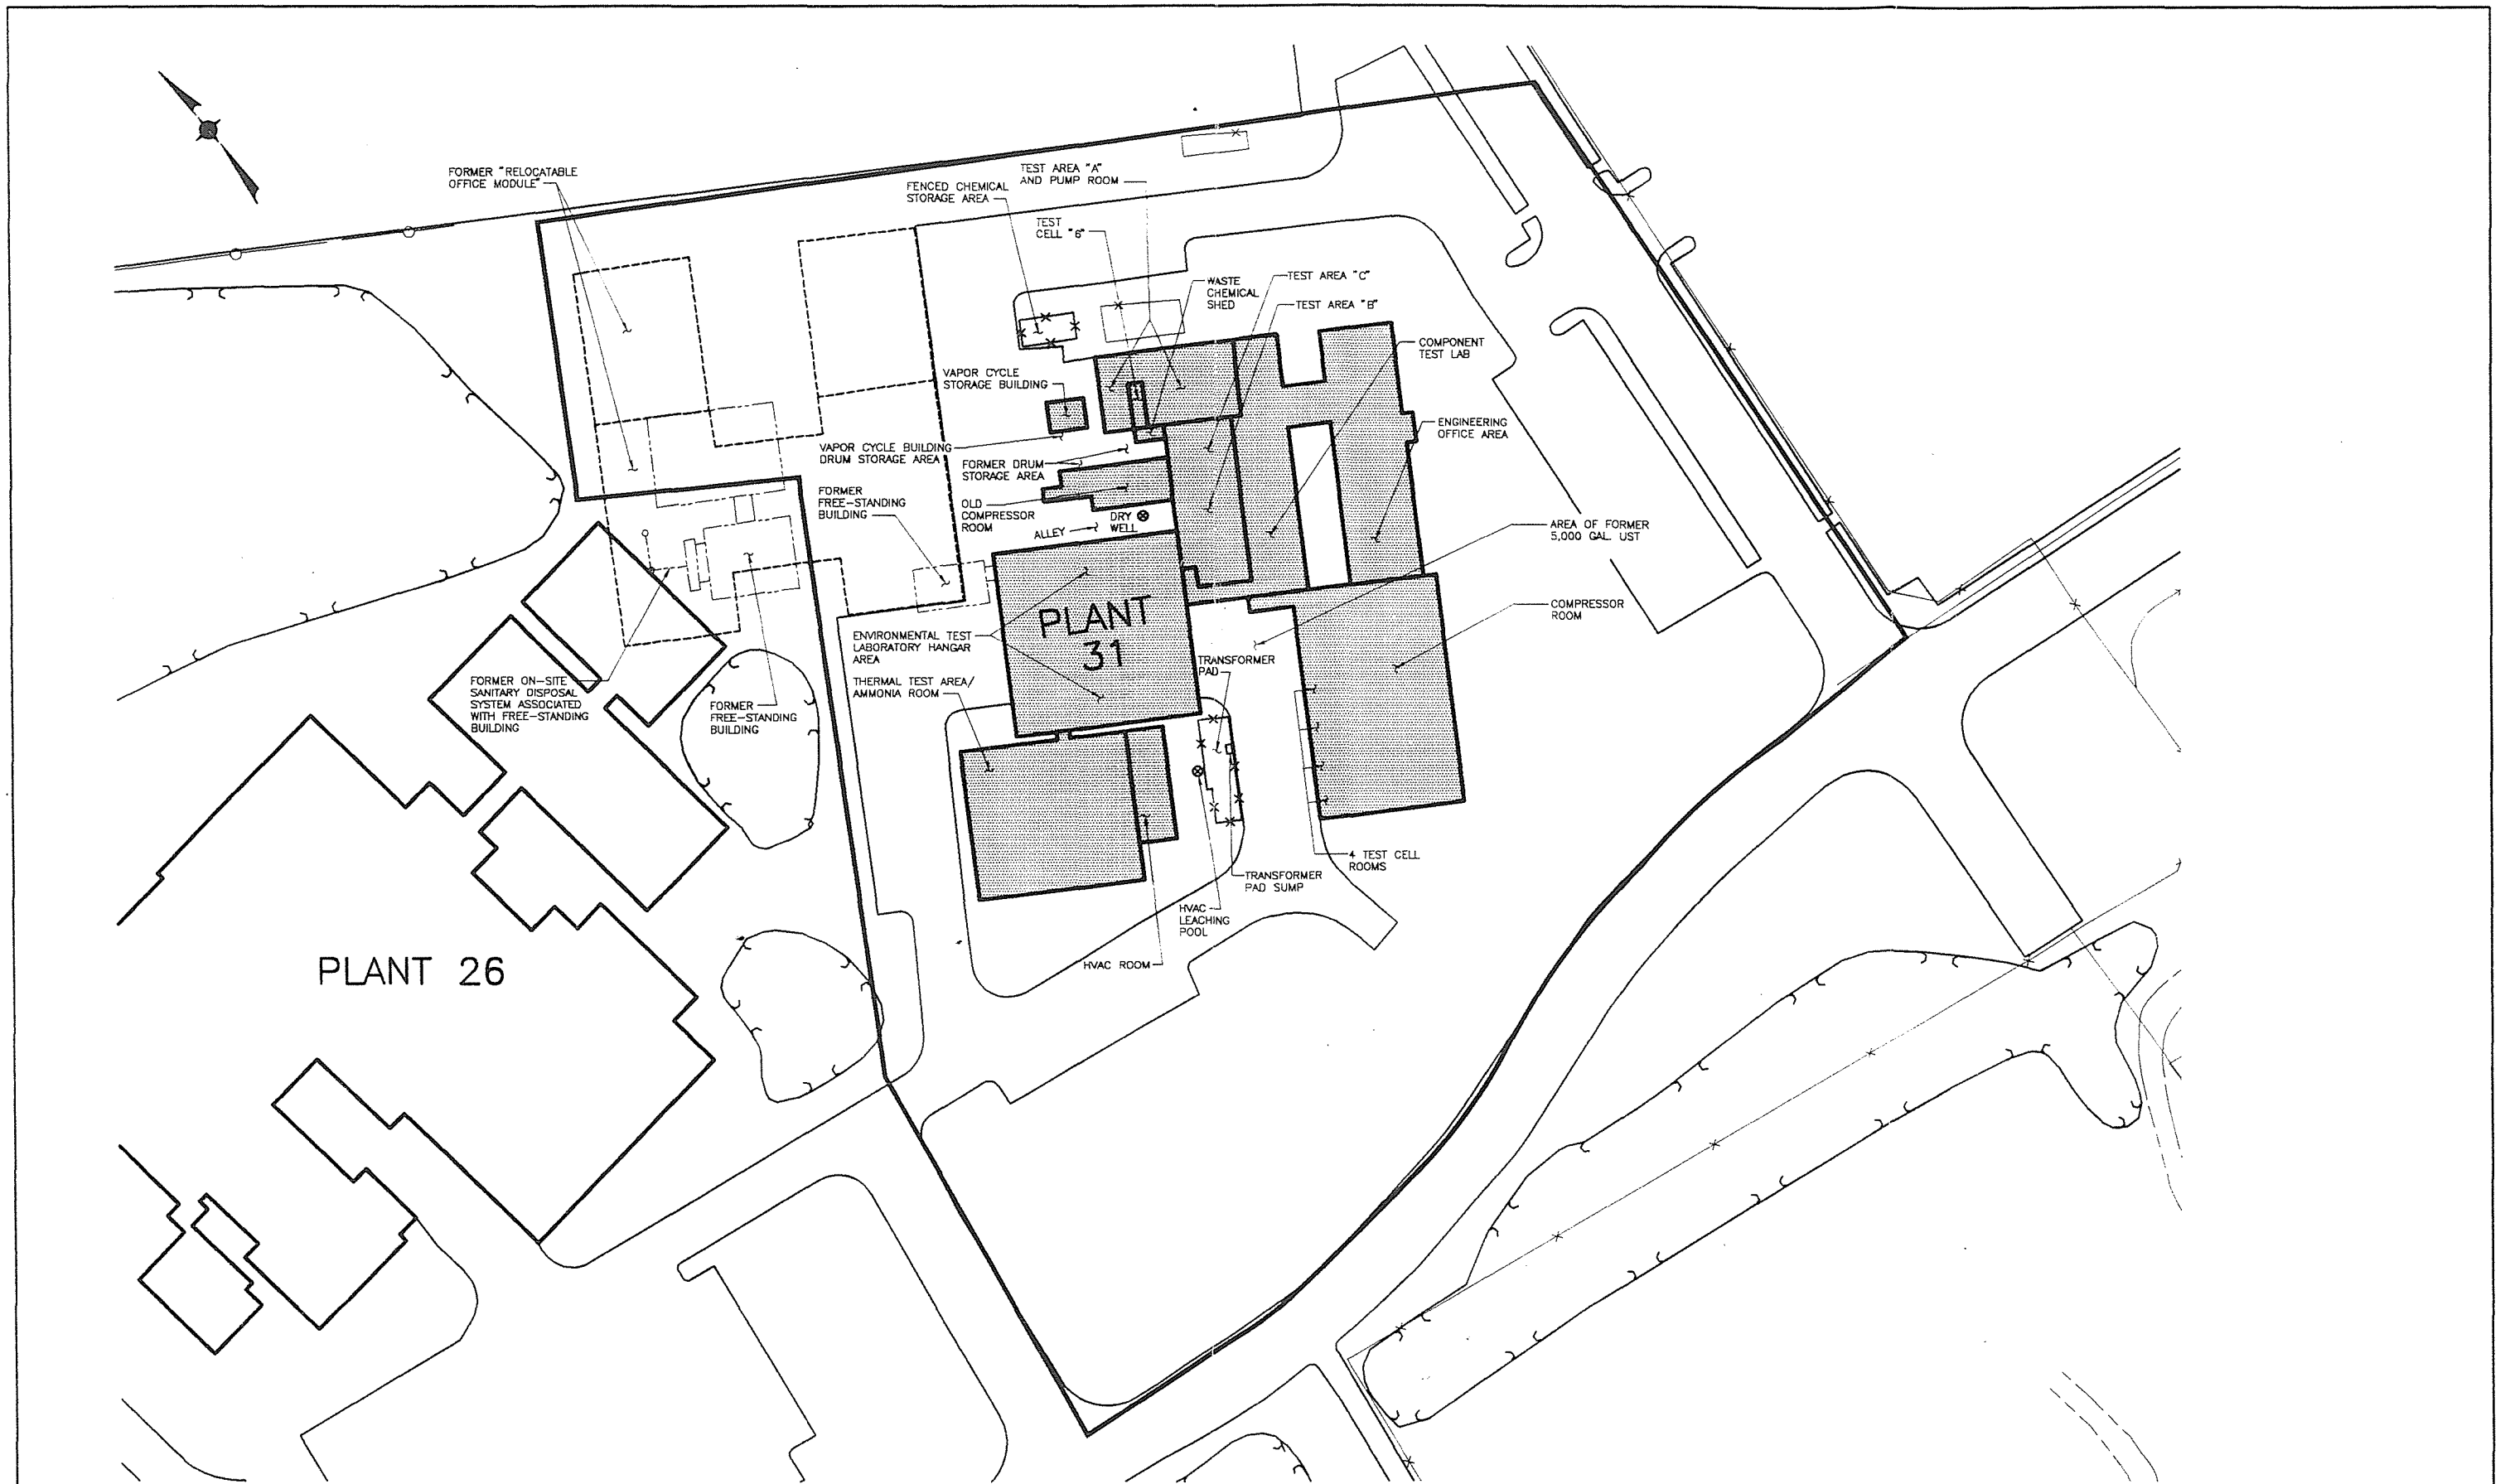 FORMER "RELOCATABLE
OFFICE MODULE"
FENCED CHEMICAL
STORAGE AREA
TEST AREA "A"
AND PUMP ROOM
TEST
CELL "6"
WASTE
CHEMICAL
SHED
TEST AREA "C"
TEST AREA "B"
COMPONENT
TEST LAB
VAPOR CYCLE
STORAGE BUILDING
ENGINEERING
OFFICE AREA
VAPOR CYCLE BUILDING
DRUM STORAGE AREA
FORMER DRUM
STORAGE AREA
FORMER
FREE-STANDING
BUILDING
OLD
COMPRESSOR
ROOM
DRY
WELL
ALLEY
AREA OF FORMER
5,000 GAL. UST
COMPRESSOR
ROOM
PLANT
31
ENVIRONMENTAL TEST
LABORATORY HANGAR
AREA
TRANSFORMER
PAD
THERMAL TEST AREA/
AMMONIA ROOM
FORMER ON-SITE
SANITARY DISPOSAL
SYSTEM ASSOCIATED
WITH FREE-STANDING
BUILDING
FORMER
FREE-STANDING
BUILDING
4 TEST CELL
ROOMS
TRANSFORMER
PAD SUMP
HVAC
LEACHING
POOL
HVAC ROOM
PLANT 26